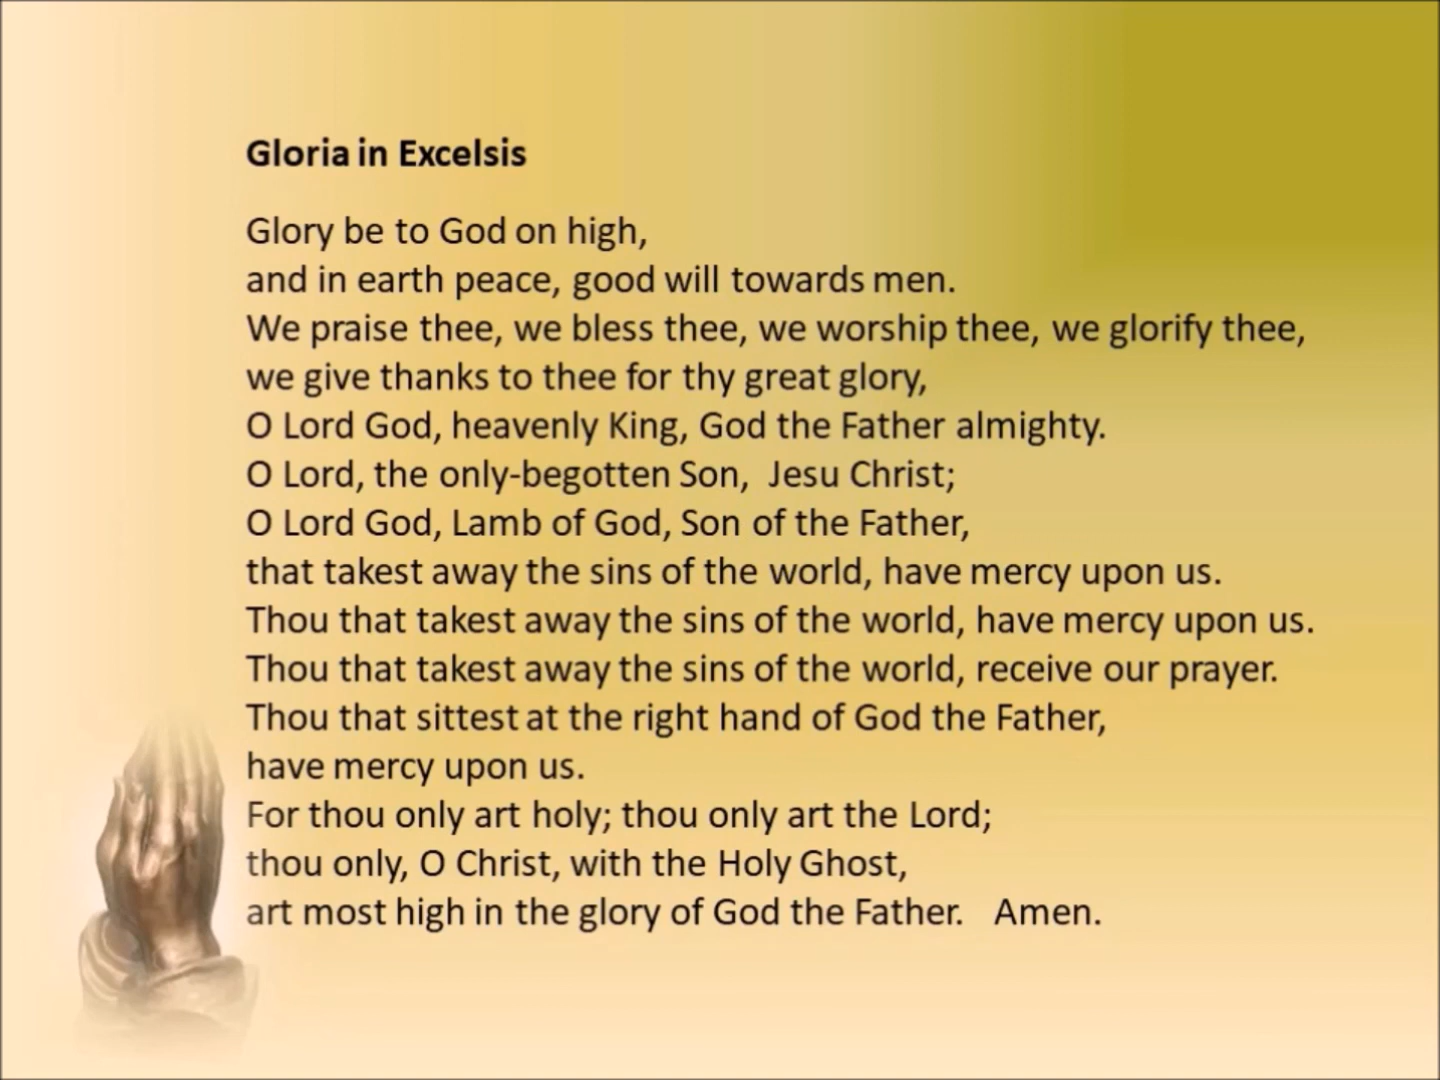 Gloria in Excelsis
Glory be to God on high,
and in earth peace, good will towards men.
We praise thee, we bless thee, we worship thee, we glorify thee,
we give thanks to thee for thy great glory,
O Lord God, heavenly King, God the Father almighty.
O Lord, the only-begotten Son,  Jesu Christ;
O Lord God, Lamb of God, Son of the Father,
that takest away the sins of the world, have mercy upon us.
Thou that takest away the sins of the world, have mercy upon us.
Thou that takest away the sins of the world, receive our prayer.
Thou that sittest at the right hand of God the Father,
have mercy upon us.
For thou only art holy; thou only art the Lord;
thou only, O Christ, with the Holy Ghost,
art most high in the glory of God the Father.   Amen.